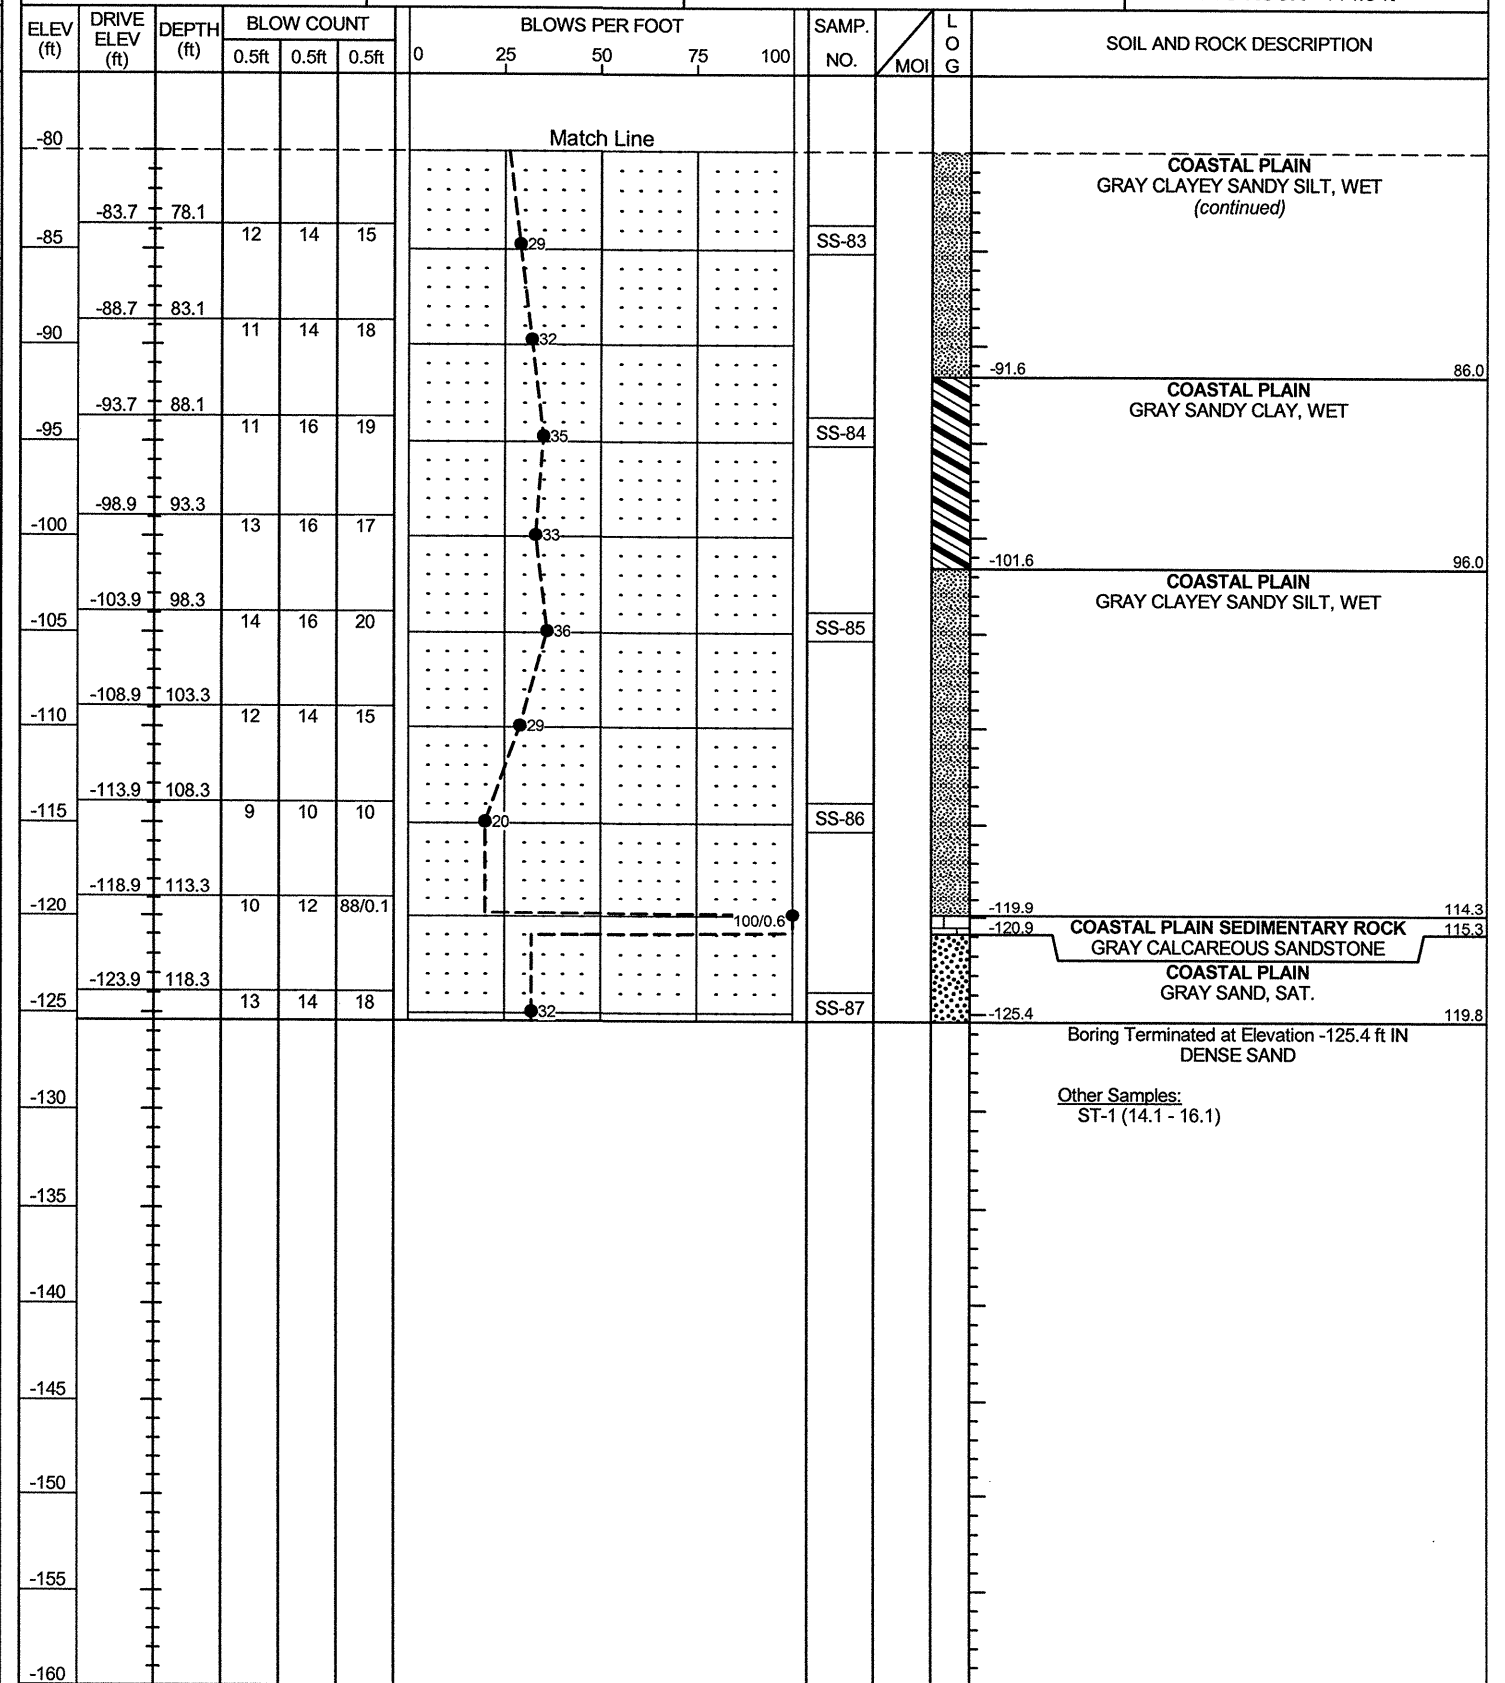 ELEV (ft) DRIVE ELEV (ft) DEPTH (ft) BLOW COUNT BLOWS PER FOOT SAMP. NO. MOI LOG SOIL AND ROCK DESCRIPTION
0.5ft 0.5ft 0.5ft 0 25 50 75 100
-80 Match Line
COASTAL PLAIN
GRAY CLAYEY SANDY SILT, WET
(continued)
-83.7 78.1
-85 12 14 15 29 SS-83
-88.7 83.1
-90 11 14 18 32
-91.6 86.0
COASTAL PLAIN
GRAY SANDY CLAY, WET
-93.7 88.1
-95 11 16 19 35 SS-84
-98.9 93.3
-100 13 16 17 33
-101.6 96.0
COASTAL PLAIN
GRAY CLAYEY SANDY SILT, WET
-103.9 98.3
-105 14 16 20 36 SS-85
-108.9 103.3
-110 12 14 15 29
-113.9 108.3
-115 9 10 10 20 SS-86
-118.9 113.3
-120 10 12 88/0.1 100/0.6
-119.9 114.3
COASTAL PLAIN SEDIMENTARY ROCK
-120.9 115.3
GRAY CALCAREOUS SANDSTONE
COASTAL PLAIN
GRAY SAND, SAT.
-123.9 118.3
-125 13 14 18 32 SS-87
-125.4 119.8
Boring Terminated at Elevation -125.4 ft IN
DENSE SAND
Other Samples:
ST-1 (14.1 - 16.1)
-130
-135
-140
-145
-150
-155
-160